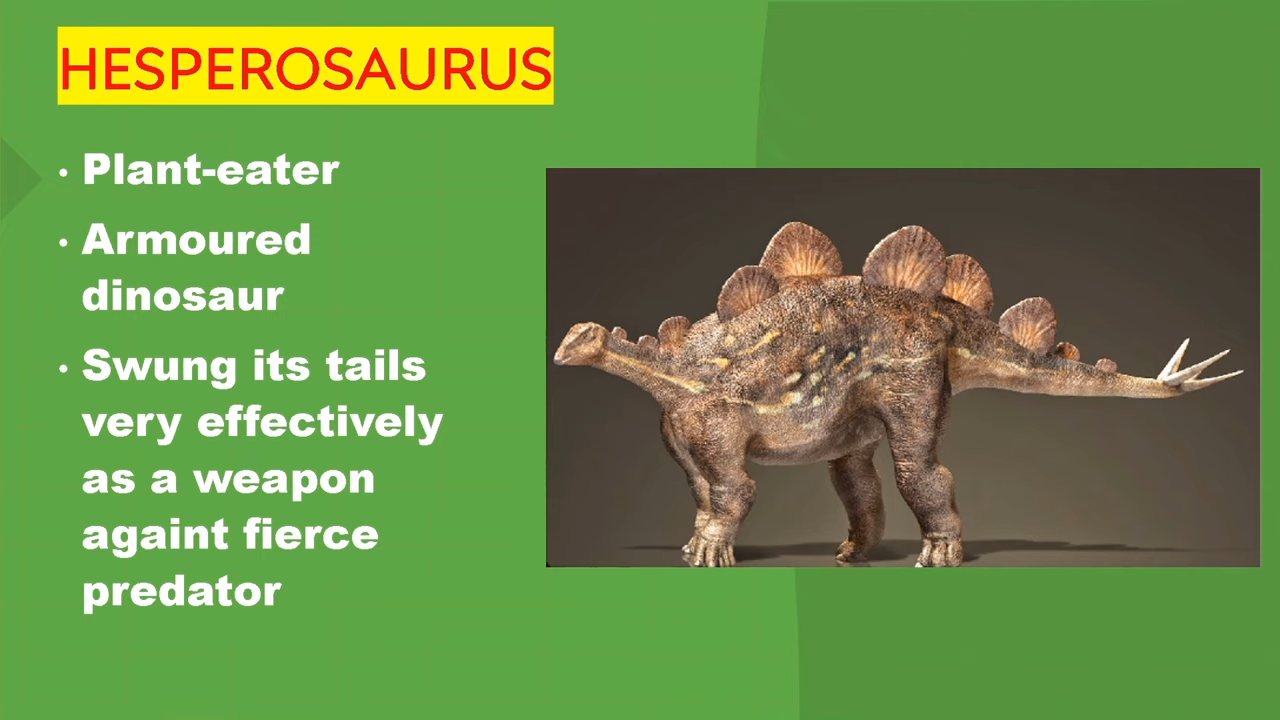 HESPEROSAURUS
• Plant-eater
• Armoured
dinosaur
• Swung its tails
very effectively
as a weapon
againt fierce
predator